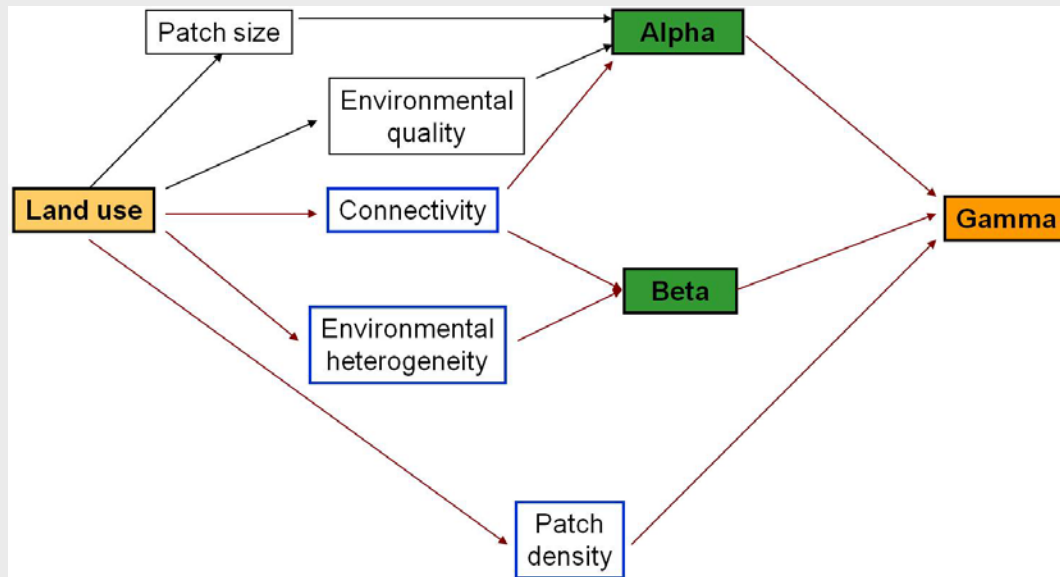 Patch size
Alpha
Environmental
quality
Land use
Connectivity
Gamma
Beta
Environmental
heterogeneity
Patch
density